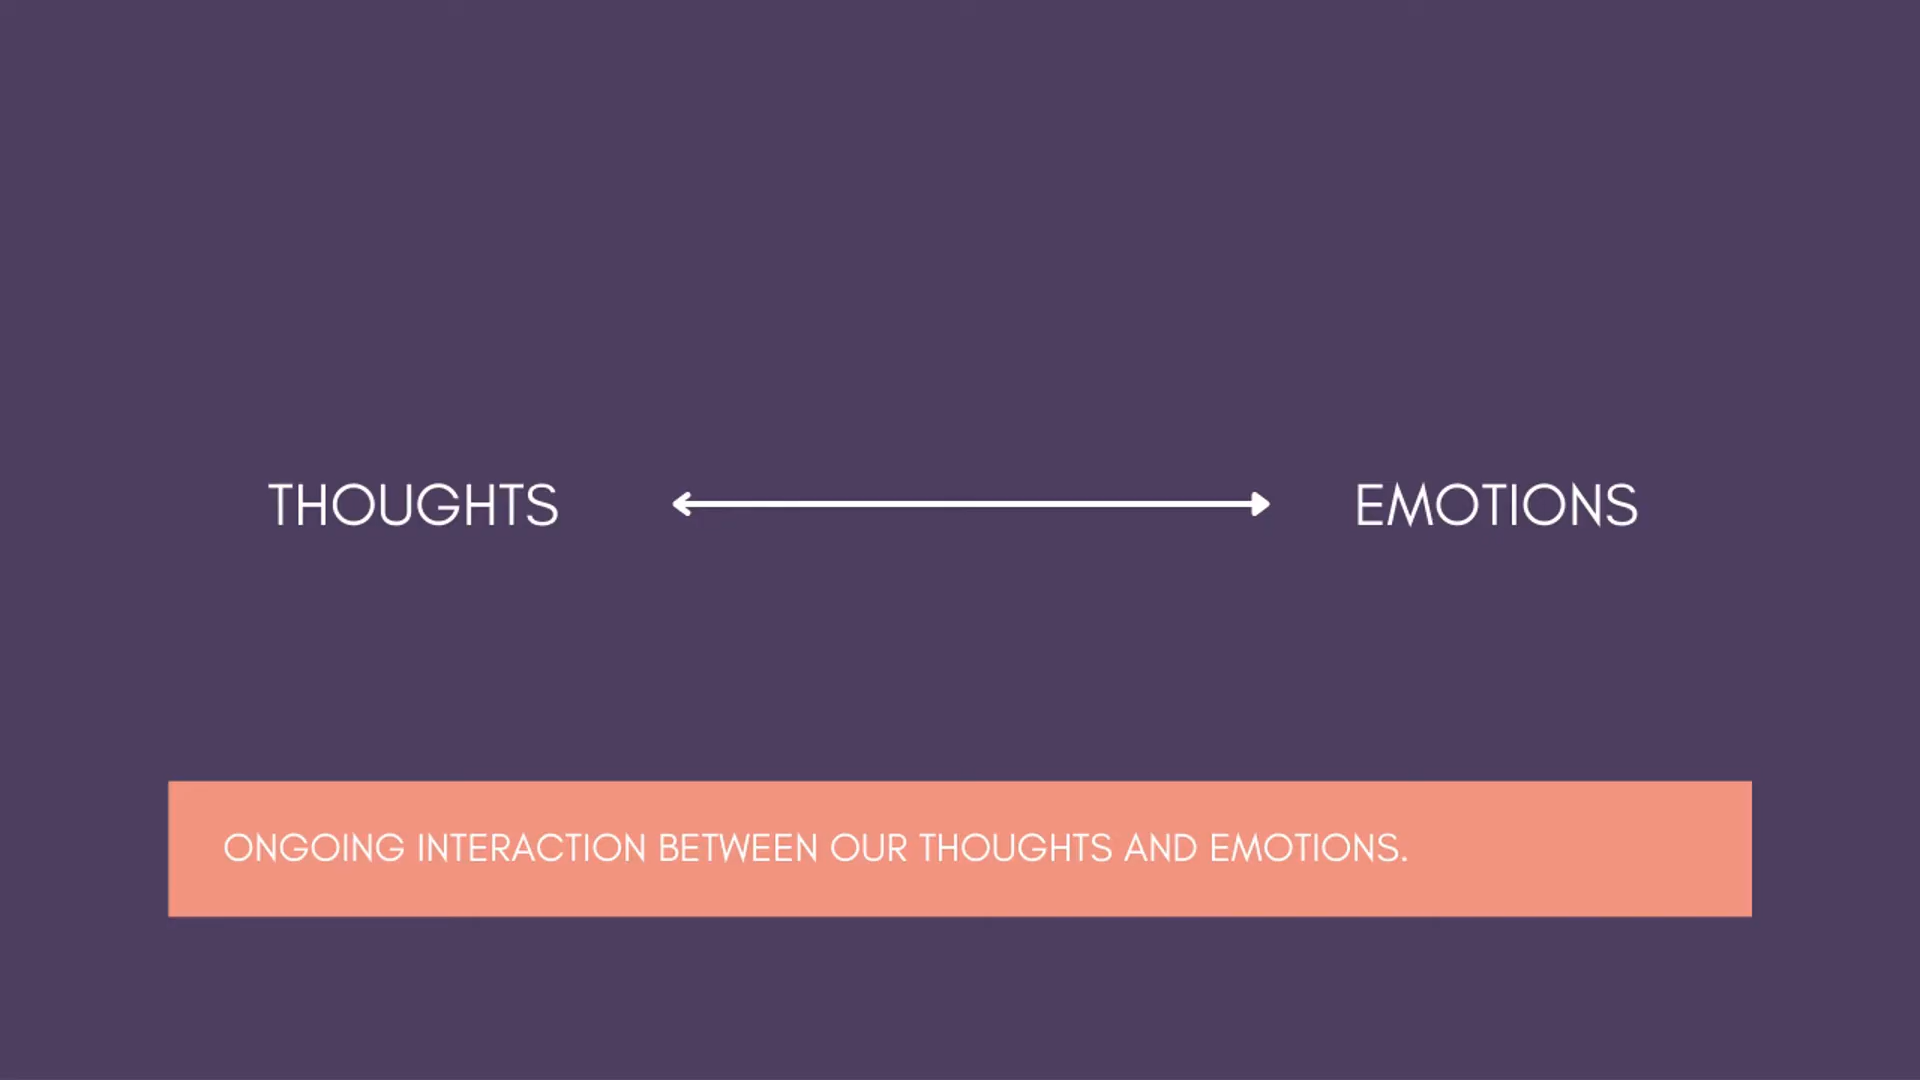 THOUGHTS
EMOTIONS
ONGOING INTERACTION BETWEEN OUR THOUGHTS AND EMOTIONS.